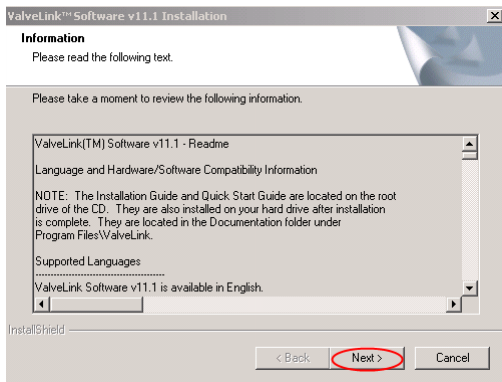 ValveLink™ Software v11.1 Installation
Information
Please read the following text.
Please take a moment to review the following information.
ValveLink(TM) Software v11.1 - Readme
Language and Hardware/Software Compatibility Information
NOTE:  The Installation Guide and Quick Start Guide are located on the root
drive of the CD.  They are also installed on your hard drive after installation
is complete.  They are located in the Documentation folder under
Program Files\ValveLink.
Supported Languages
------------------------------------------
ValveLink Software v11.1 is available in English.
InstallShield
< Back
Next >
Cancel